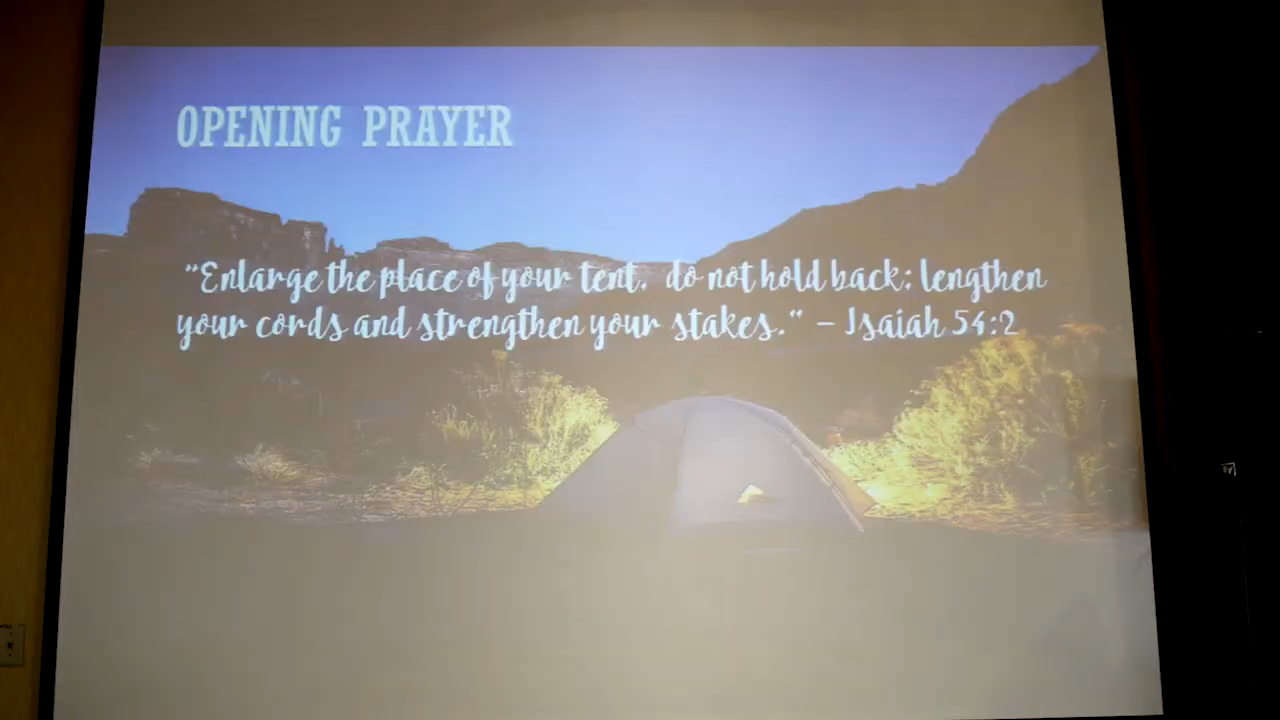 OPENING PRAYER
"Enlarge the place of your tent, do not hold back; lengthen
your cords and strengthen your stakes." – Isaiah 54:2